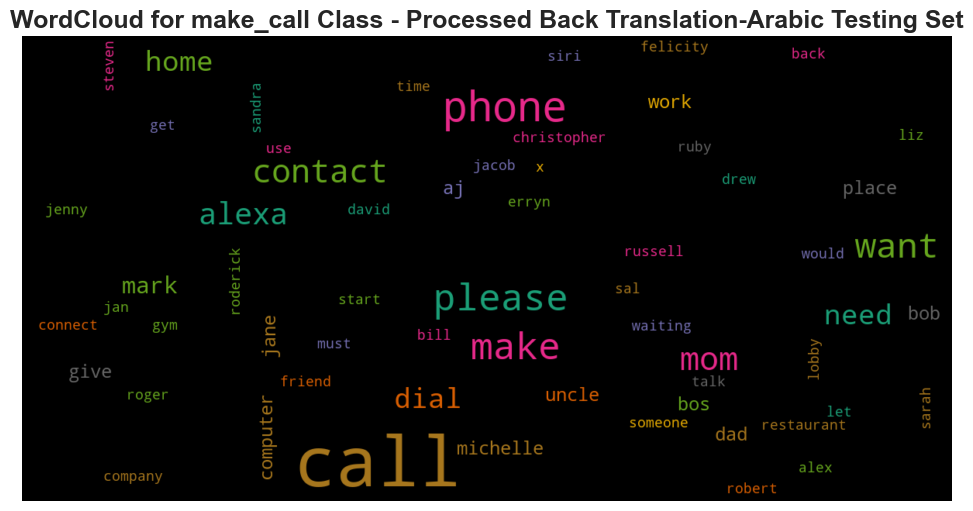 WordCloud for make_call Class - Processed Back Translation-Arabic Testing Set
steven
home
siri
felicity
back
sandra
time
phone
work
get
use
christopher
ruby
liz
contact
jacob
x
aj
drew
place
jenny
alexa
david
erryn
roderick
russell
would
want
mark
jan
start
please
sal
need
bob
connect
gym
jane
must
bill
make
waiting
mom
lobby
give
roger
friend
dial
uncle
talk
bos
let
sarah
computer
call
michelle
someone
dad
restaurant
company
alex
robert